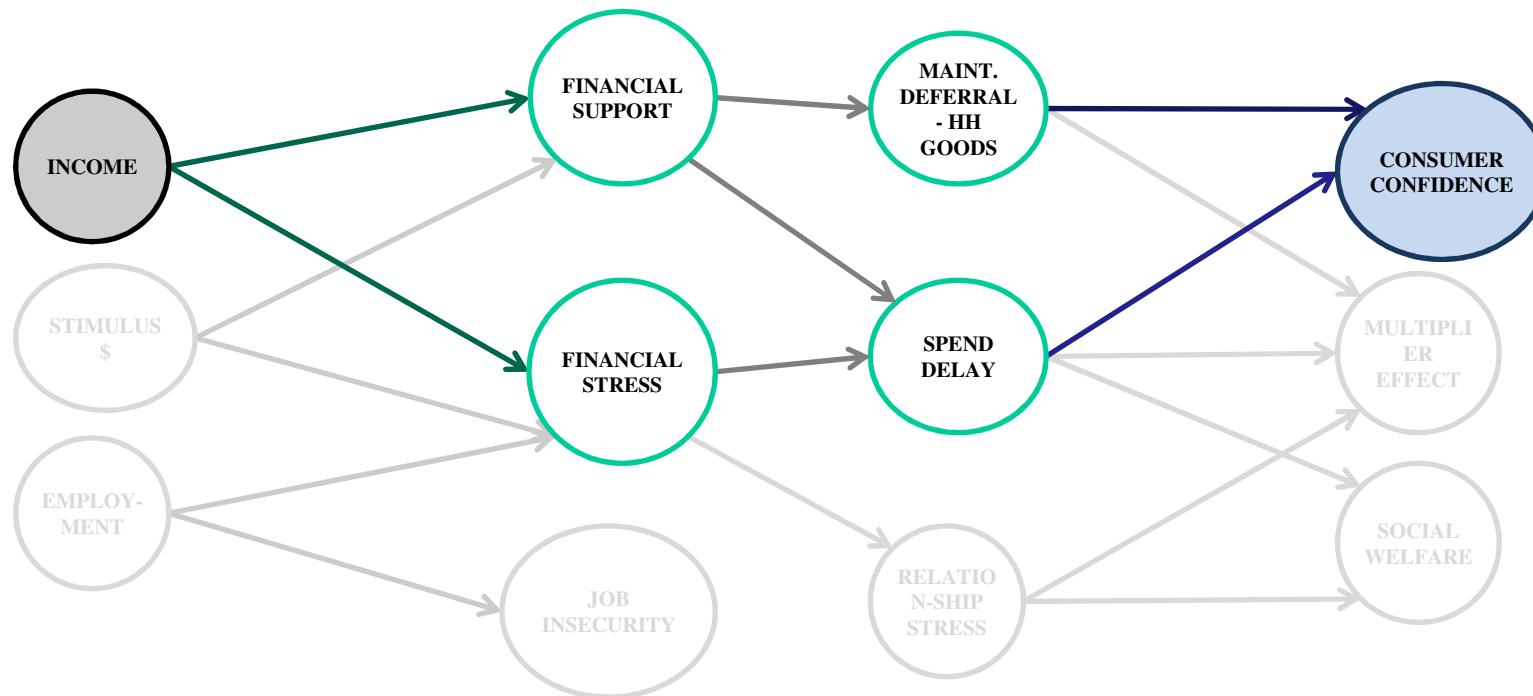 INCOME
FINANCIAL
SUPPORT
MAINT.
DEFERRAL
- HH
GOODS
CONSUMER
CONFIDENCE
STIMULUS
$
FINANCIAL
STRESS
SPEND
DELAY
MULTIPLI
ER
EFFECT
EMPLOY-
MENT
JOB
INSECURITY
RELATIO
N-SHIP
STRESS
SOCIAL
WELFARE